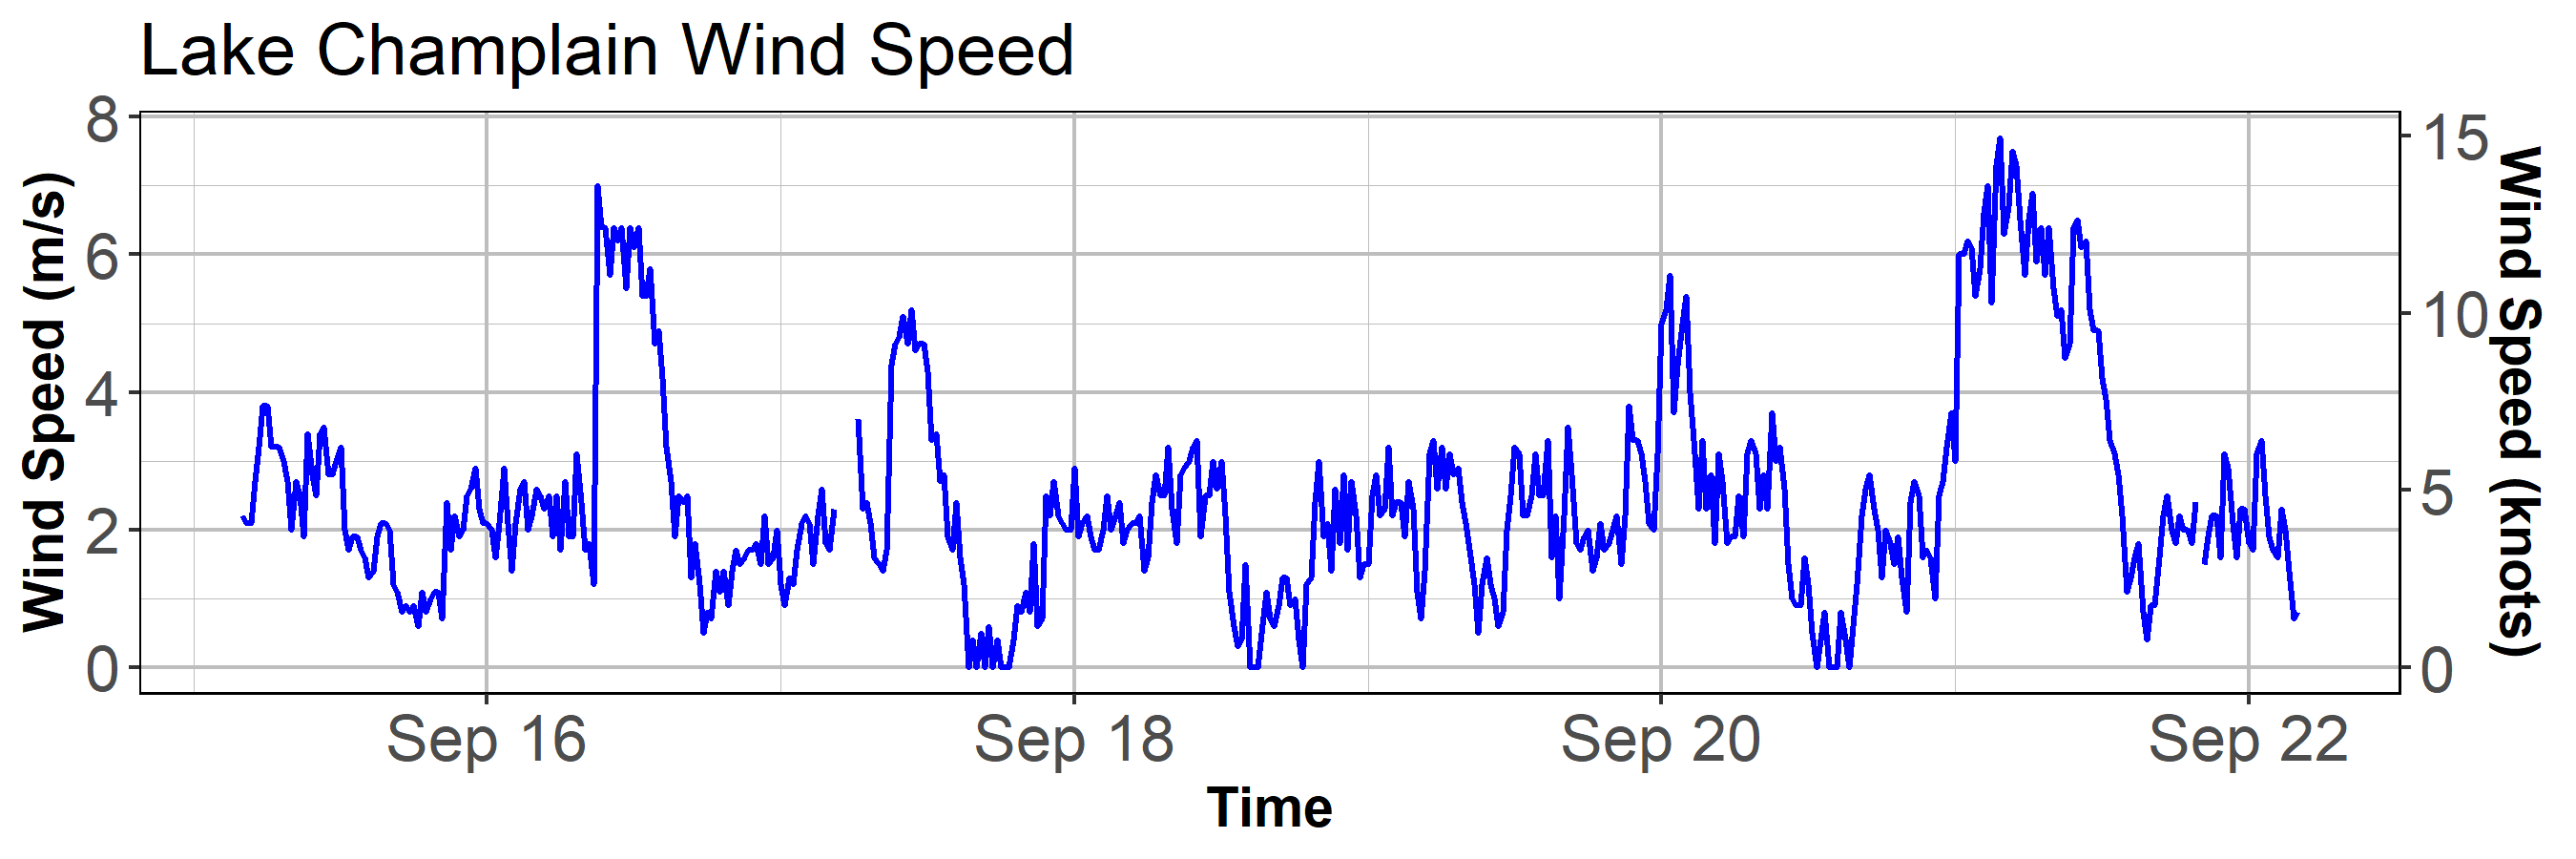 Lake Champlain Wind Speed
Wind Speed (m/s)
8
6
4
2
0
15
10
5
0
Wind Speed (knots)
Sep 16
Sep 18
Sep 20
Sep 22
Time